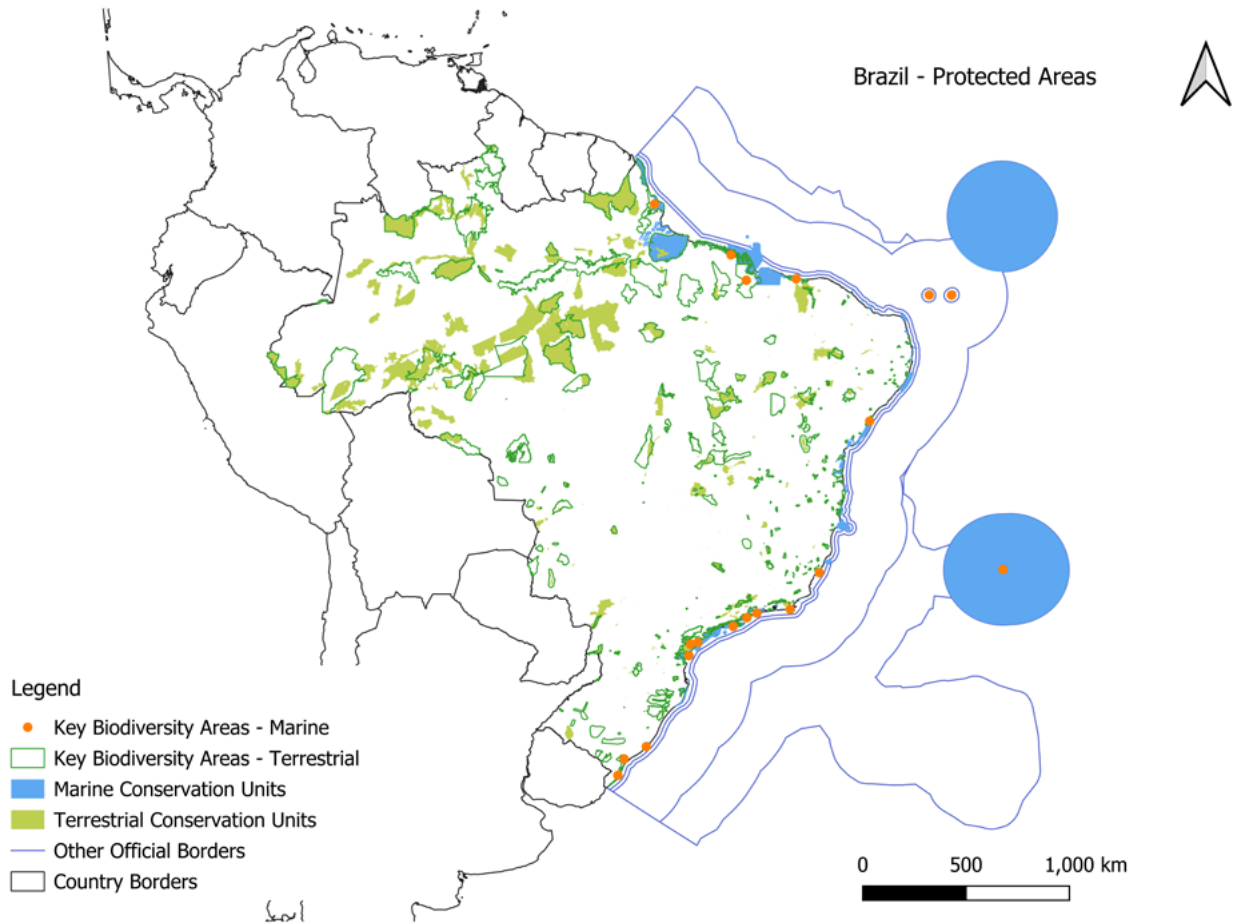 Brazil - Protected Areas
Legend
Key Biodiversity Areas - Marine
Key Biodiversity Areas - Terrestrial
Marine Conservation Units
Terrestrial Conservation Units
Other Official Borders
Country Borders
0 500 1,000 km